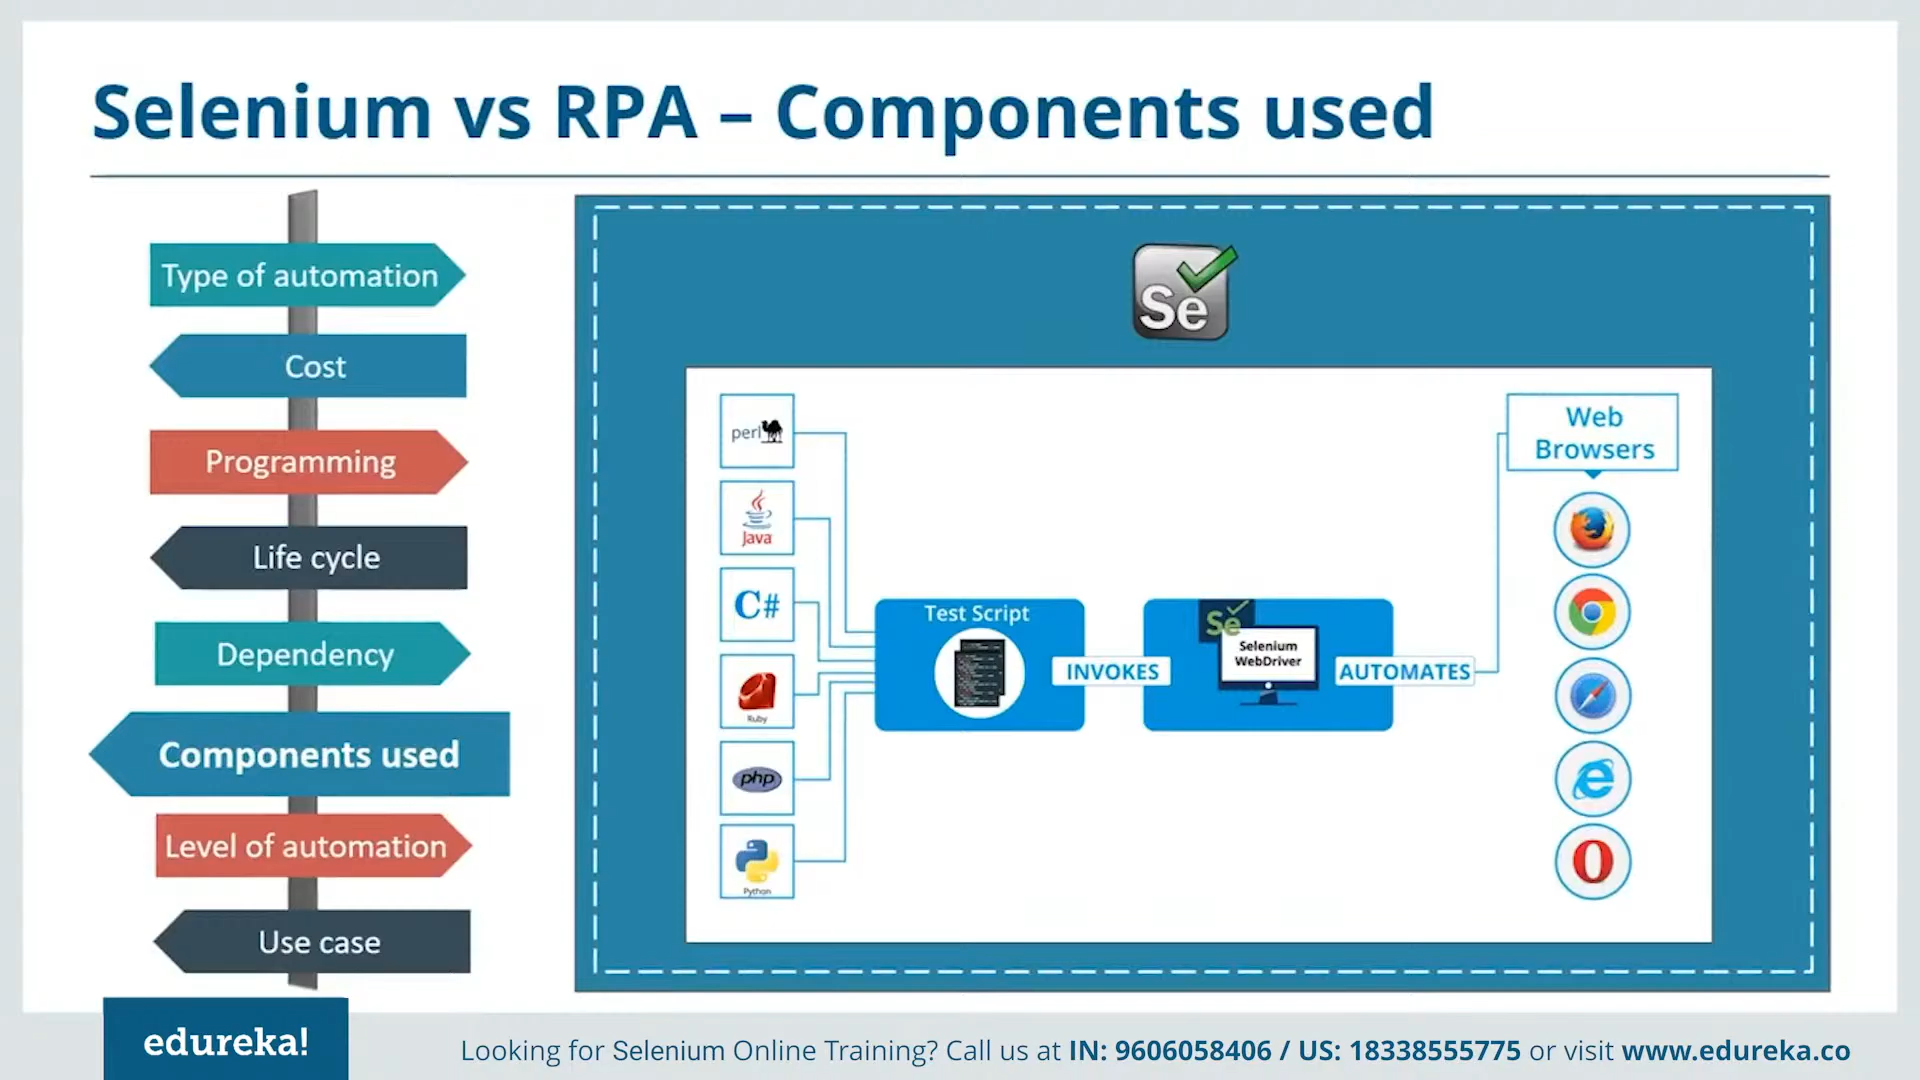 Selenium vs RPA – Components used
Type of automation
Cost
Programming
Life cycle
Dependency
Components used
Level of automation
Use case
Se
perl
Java
C#
Ruby
php
Python
Test Script
INVOKES
Se
Selenium
WebDriver
AUTOMATES
Web
Browsers
edureka!
Looking for Selenium Online Training? Call us at IN: 9606058406 / US: 18338555775 or visit www.edureka.co